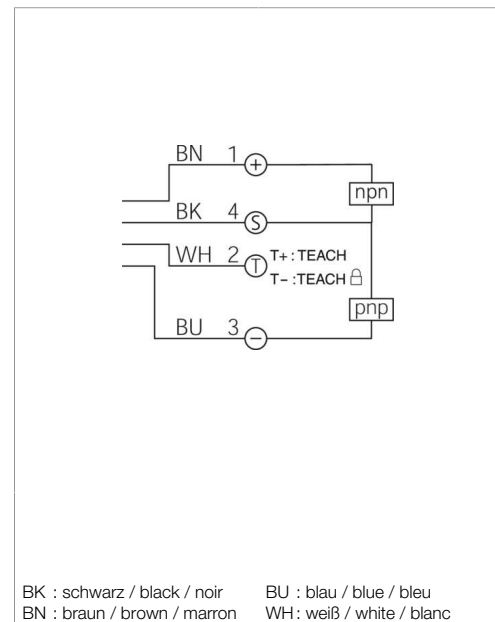 BN 1 +
npn
BK 4 S
WH 2 T T+ : TEACH
T- : TEACH
pnp
BU 3 −
BK : schwarz / black / noir BU : blau / blue / bleu
BN : braun / brown / marron WH : weiß / white / blanc